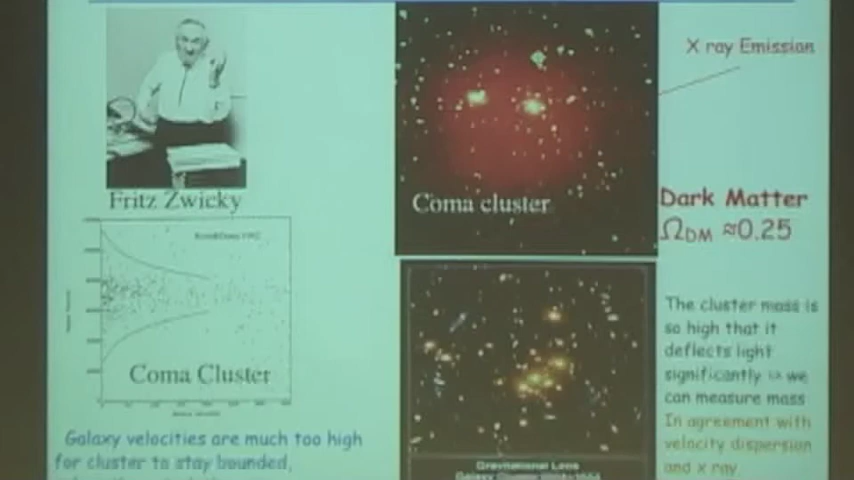 Fritz Zwicky
Coma Cluster
Galaxy velocities are much too high
for cluster to stay bounded,
Coma cluster
X ray Emission
Dark Matter
ΩDM ≈0.25
Gravitational Lens
Galaxy Cluster
The cluster mass is
so high that it
deflects light
significantly => we
can measure mass
In agreement with
velocity dispersion
and x ray.